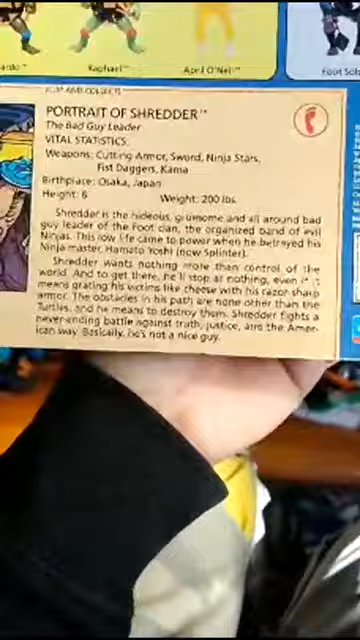 Raphael™
April O'Neil™
Foot Sol
PORTRAIT OF SHREDDER™
The Bad Guy Leader
VITAL STATISTICS:
Weapons: Cutting Armor, Sword, Ninja Stars,
Fist Daggers, Kama
Birthplace: Osaka, Japan
Height: 6 Weight: 200 lbs.
Shredder is the hideous, gruesome and all around bad
guy leader of the Foot clan, the organized band of evil
Ninjas. This low life came to power when he betrayed his
Ninja master, Hamato Yoshi (now Splinter).
Shredder wants nothing more than control of the
world. And to get there, he'll stop at nothing, even if it
means grating his victims like cheese with his razor sharp
armor. The obstacles in his path are none other than the
Turtles, and he means to destroy them. Shredder fights a
never-ending battle against truth, justice, and the Amer-
ican way. Basically, he's not a nice guy.